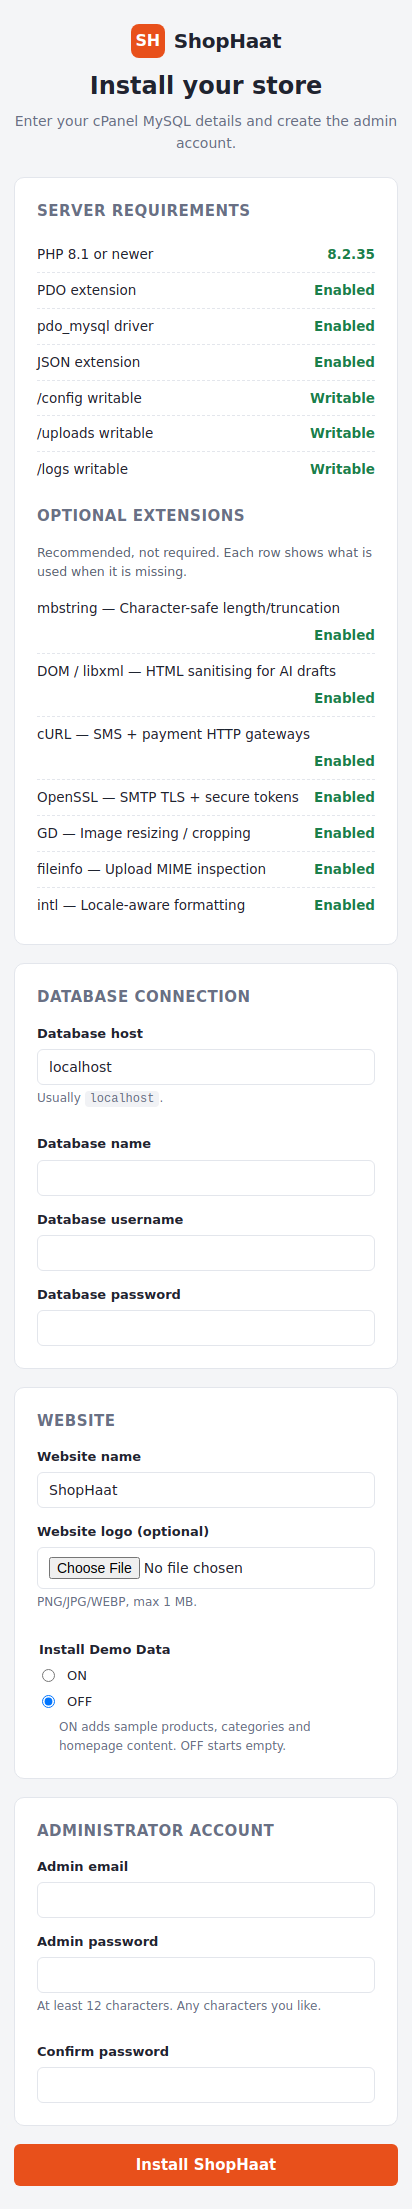 SH ShopHaat
Install your store
Enter your cPanel MySQL details and create the admin
account.
SERVER REQUIREMENTS
PHP 8.1 or newer 8.2.35
PDO extension Enabled
pdo_mysql driver Enabled
JSON extension Enabled
/config writable Writable
/uploads writable Writable
/logs writable Writable
OPTIONAL EXTENSIONS
Recommended, not required. Each row shows what is
used when it is missing.
mbstring — Character-safe length/truncation
Enabled
DOM / libxml — HTML sanitising for AI drafts
Enabled
cURL — SMS + payment HTTP gateways
Enabled
OpenSSL — SMTP TLS + secure tokens Enabled
GD — Image resizing / cropping Enabled
fileinfo — Upload MIME inspection Enabled
intl — Locale-aware formatting Enabled
DATABASE CONNECTION
Database host
localhost
Usually localhost.
Database name
Database username
Database password
WEBSITE
Website name
ShopHaat
Website logo (optional)
Choose File No file chosen
PNG/JPG/WEBP, max 1 MB.
Install Demo Data
ON
OFF
ON adds sample products, categories and
homepage content. OFF starts empty.
ADMINISTRATOR ACCOUNT
Admin email
Admin password
At least 12 characters. Any characters you like.
Confirm password
Install ShopHaat